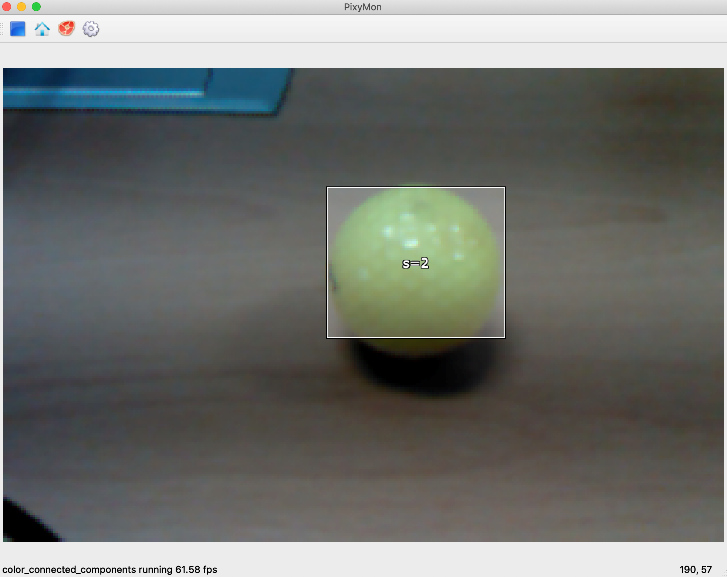 PixyMon
s=2
color_connected_components running 61.58 fps
190, 57